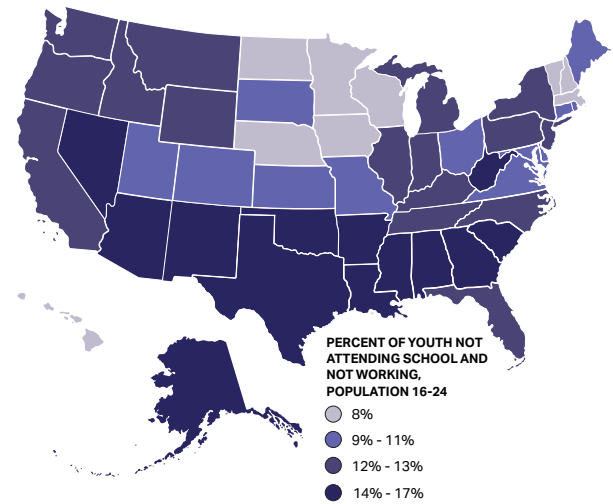 PERCENT OF YOUTH NOT
ATTENDING SCHOOL AND
NOT WORKING,
POPULATION 16-24
8%
9% - 11%
12% - 13%
14% - 17%